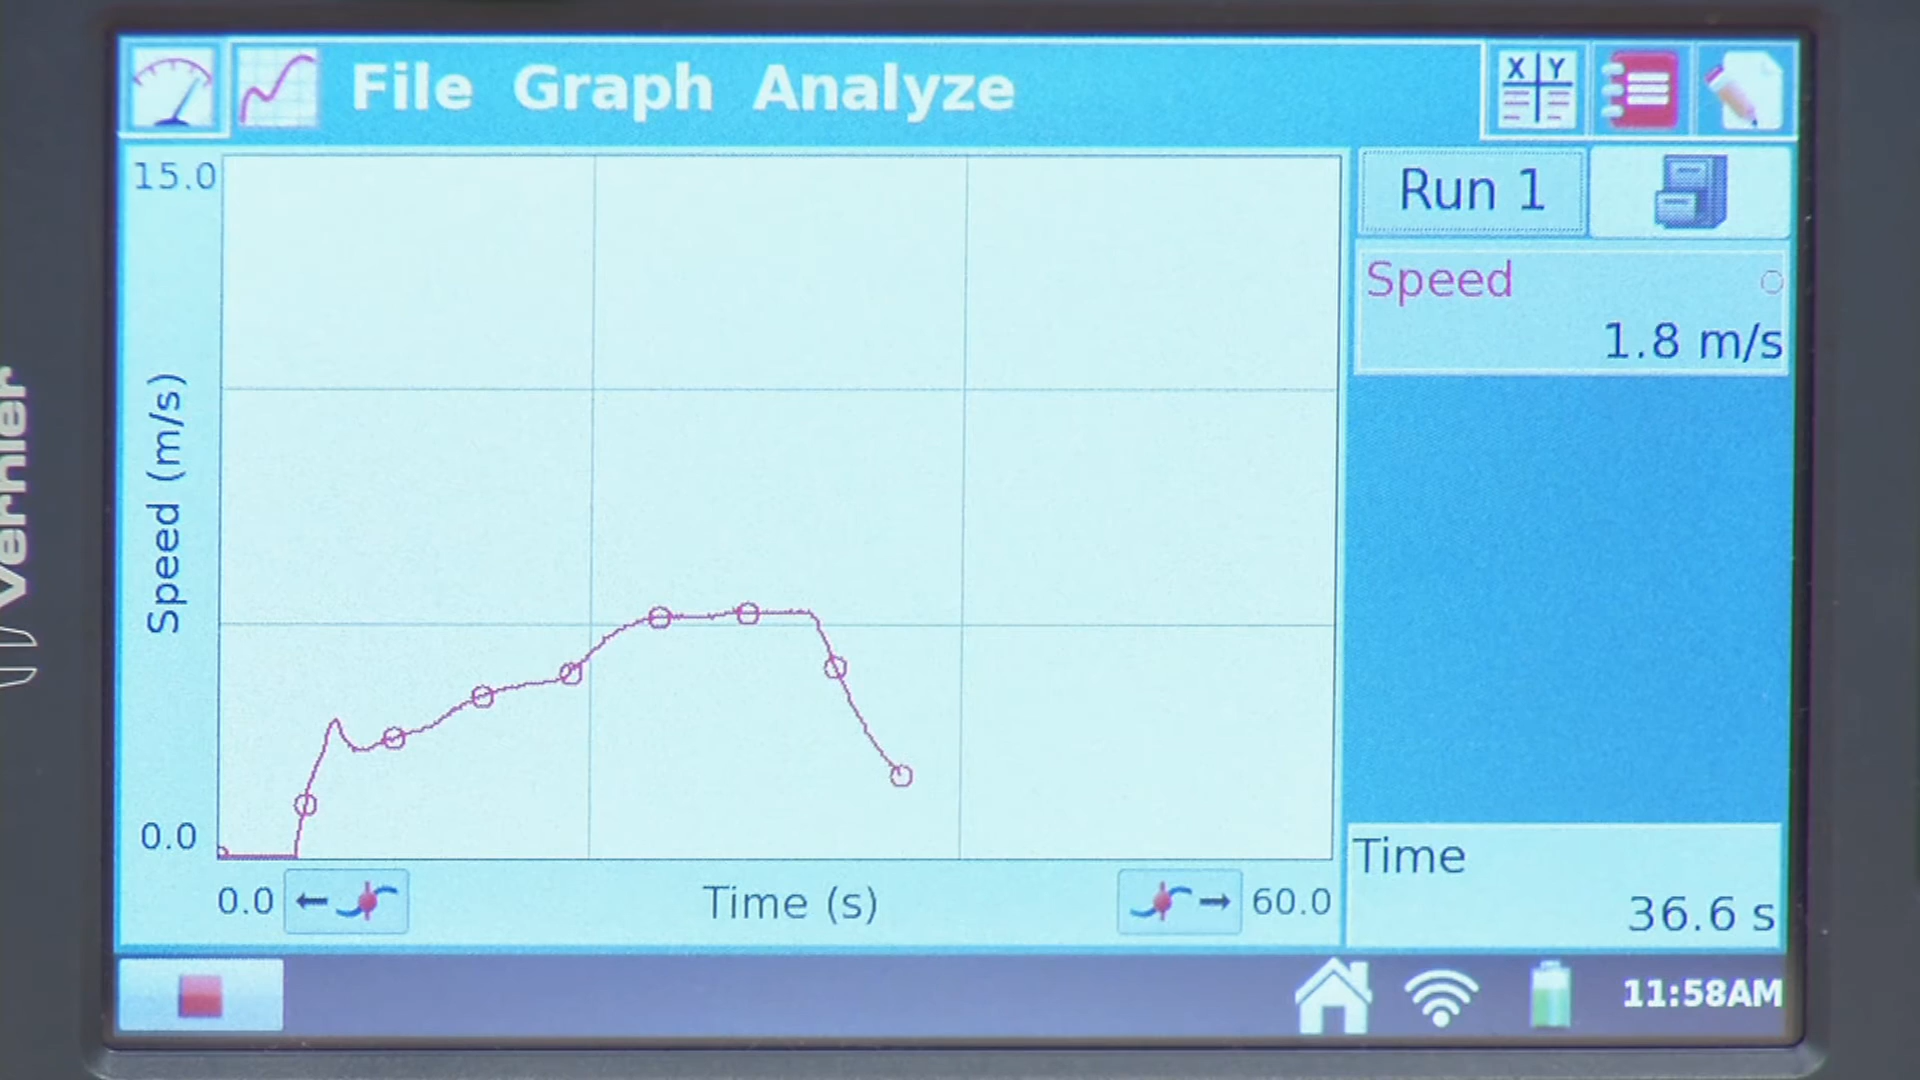 File Graph Analyze
X Y
15.0
Run 1
Speed
1.8 m/s
Speed (m/s)
0.0
0.0
Time (s)
60.0
Time
36.6 s
11:58AM
Vernier